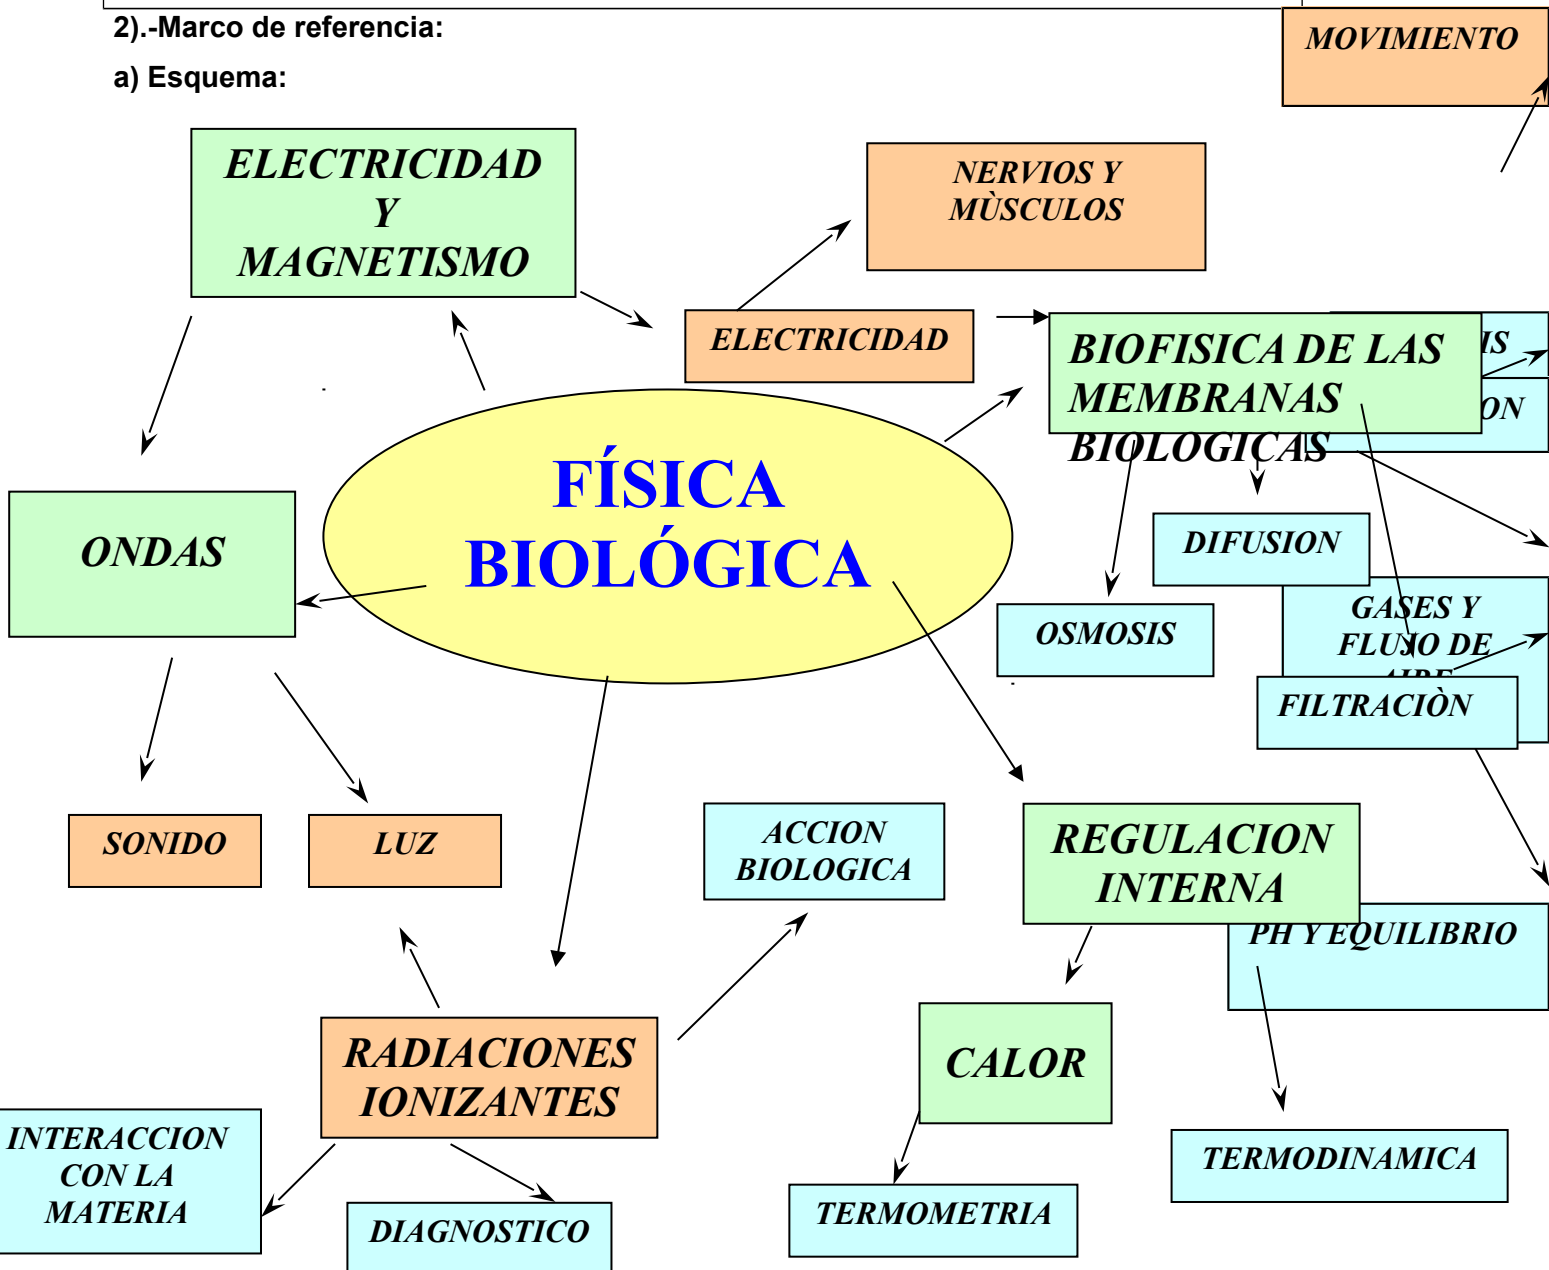 2).-Marco de referencia:
MOVIMIENTO
a) Esquema:
ELECTRICIDAD
Y
MAGNETISMO
NERVIOS Y
MÙSCULOS
ELECTRICIDAD
BIOFISICA DE LAS
MEMBRANAS
BIOLOGICAS
IS
ON
FÍSICA
BIOLÓGICA
ONDAS
DIFUSION
OSMOSIS
GASES Y
FLUJO DE
FILTRACIÒN
SONIDO
LUZ
ACCION
BIOLOGICA
REGULACION
INTERNA
PH Y EQUILIBRIO
RADIACIONES
IONIZANTES
CALOR
INTERACCION
CON LA
MATERIA
DIAGNOSTICO
TERMOMETRIA
TERMODINAMICA